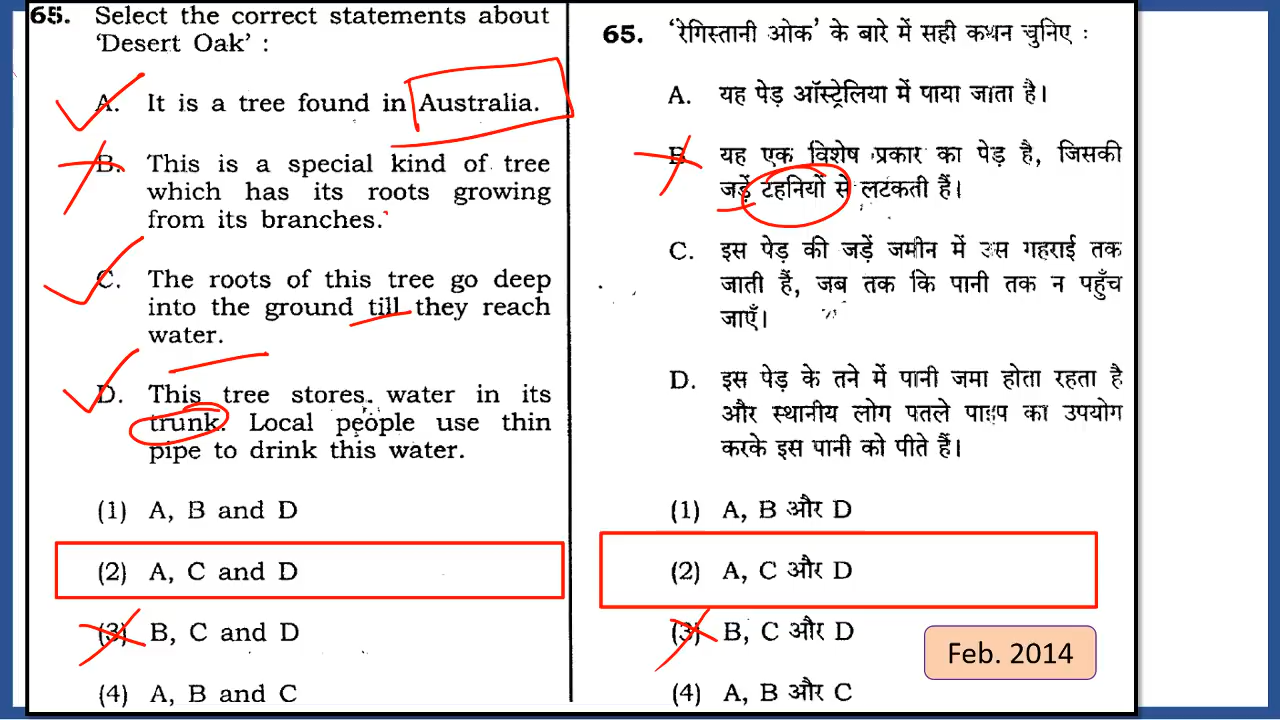 65. Select the correct statements about
'Desert Oak' :
A. It is a tree found in Australia.
B. This is a special kind of tree
which has its roots growing
from its branches.
C. The roots of this tree go deep
into the ground till they reach
water.
D. This tree stores water in its
trunk. Local people use thin
pipe to drink this water.
(1) A, B and D
(2) A, C and D
(3) B, C and D
(4) A, B and C
65. 'रेगिस्तानी ओक' के बारे में सही कथन चुनिए :
A. यह पेड़ ऑस्ट्रेलिया में पाया जाता है।
B. यह एक विशेष प्रकार का पेड़ है, जिसकी
जड़ें टहनियों से लटकती हैं।
C. इस पेड़ की जड़ें जमीन में उस गहराई तक
जाती हैं, जब तक कि पानी तक न पहुँच
जाएँ।
D. इस पेड़ के तने में पानी जमा होता रहता है
और स्थानीय लोग पतले पाइप का उपयोग
करके इस पानी को पीते हैं।
(1) A, B और D
(2) A, C और D
(3) B, C और D
(4) A, B और C
Feb. 2014